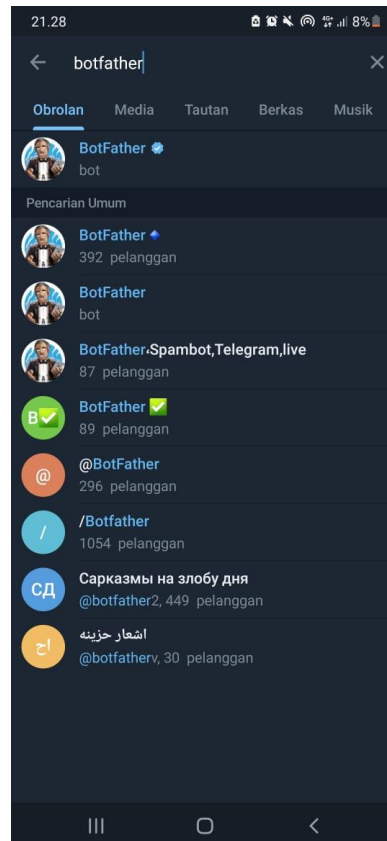 21.28 4G+ 8%
botfather
Obrolan Media Tautan Berkas Musik
BotFather
bot
Pencarian Umum
BotFather
392 pelanggan
BotFather
bot
BotFather،Spambot,Telegram,live
87 pelanggan
B✅ BotFather ✅
89 pelanggan
@ @BotFather
296 pelanggan
/ /Botfather
1054 pelanggan
СД Сарказмы на злобу дня
@botfather2, 449 pelanggan
اح اشعار حزينه
@botfatherv, 30 pelanggan